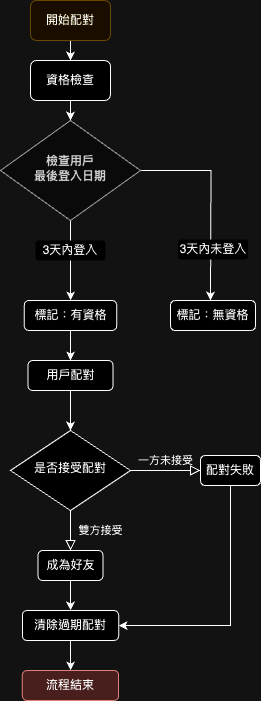 開始配對
資格檢查
檢查用戶
最後登入日期
3天內登入
3天內未登入
標記：有資格
標記：無資格
用戶配對
是否接受配對
一方未接受
配對失敗
雙方接受
成為好友
清除過期配對
流程結束